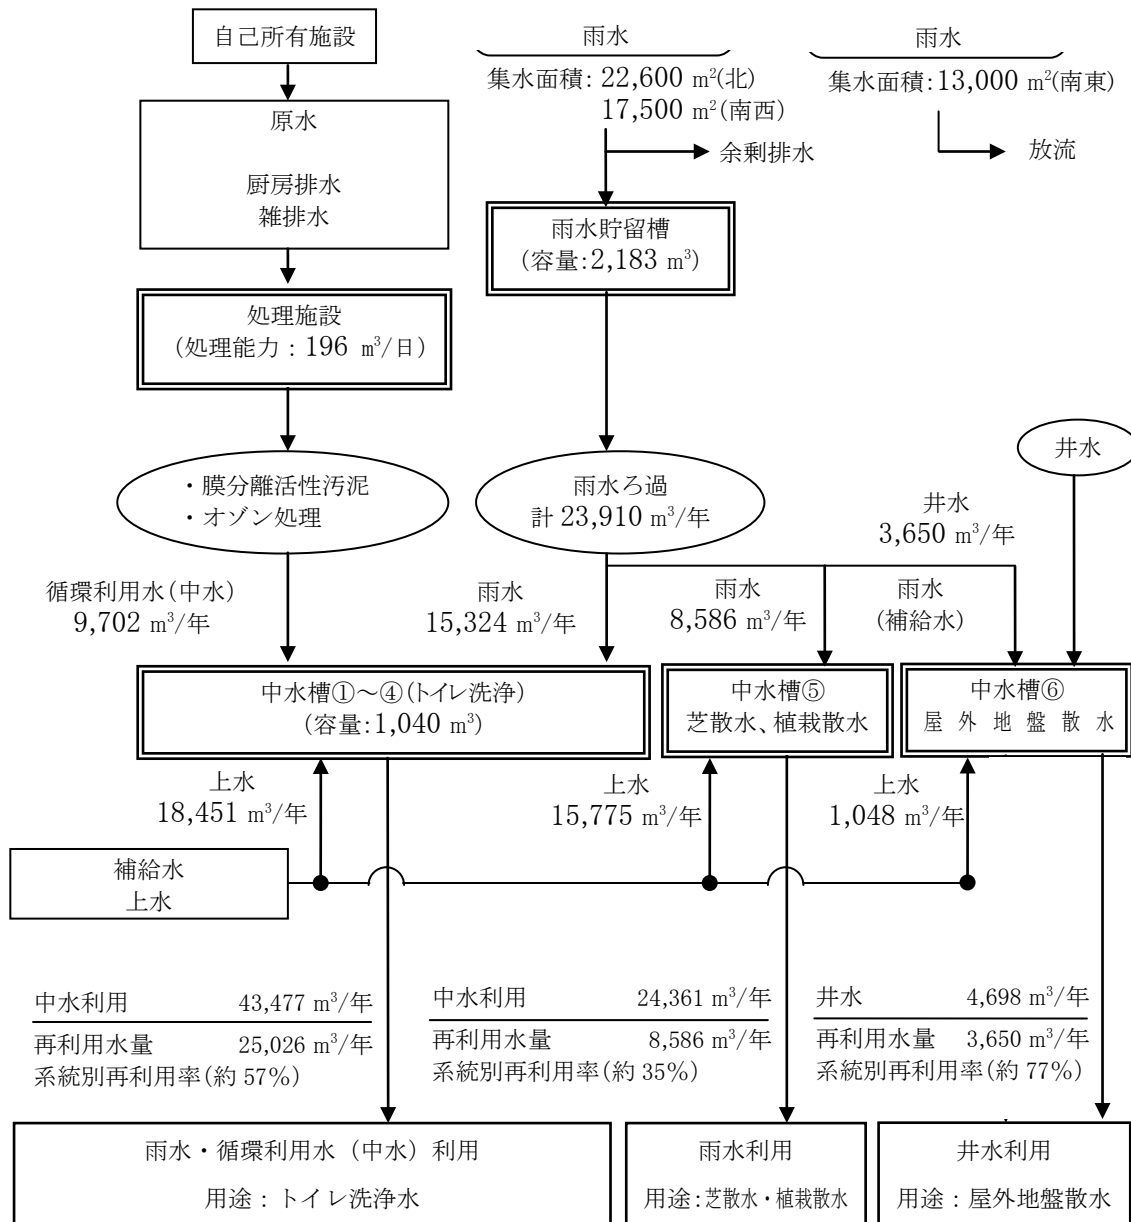 自己所有施設
原水
厨房排水
雑排水
処理施設
(処理能力：196 m³/日)
・膜分離活性汚泥
・オゾン処理
循環利用水(中水)
9,702 m³/年
雨水
集水面積：22,600 m²(北)
17,500 m²(南西)
余剰排水
雨水貯留槽
(容量：2,183 m³)
雨水ろ過
計 23,910 m³/年
雨水
15,324 m³/年
雨水
集水面積：13,000 m²(南東)
放流
井水
井水
3,650 m³/年
雨水
8,586 m³/年
雨水
(補給水)
中水槽①～④(トイレ洗浄)
(容量：1,040 m³)
中水槽⑤
芝散水、植栽散水
中水槽⑥
屋外地盤散水
上水
18,451 m³/年
上水
15,775 m³/年
上水
1,048 m³/年
補給水
上水
中水利用 43,477 m³/年
再利用水量 25,026 m³/年
系統別再利用率(約 57%)
中水利用 24,361 m³/年
再利用水量 8,586 m³/年
系統別再利用率(約 35%)
井水 4,698 m³/年
再利用水量 3,650 m³/年
系統別再利用率(約 77%)
雨水・循環利用水（中水）利用
用途：トイレ洗浄水
雨水利用
用途：芝散水・植栽散水
井水利用
用途：屋外地盤散水